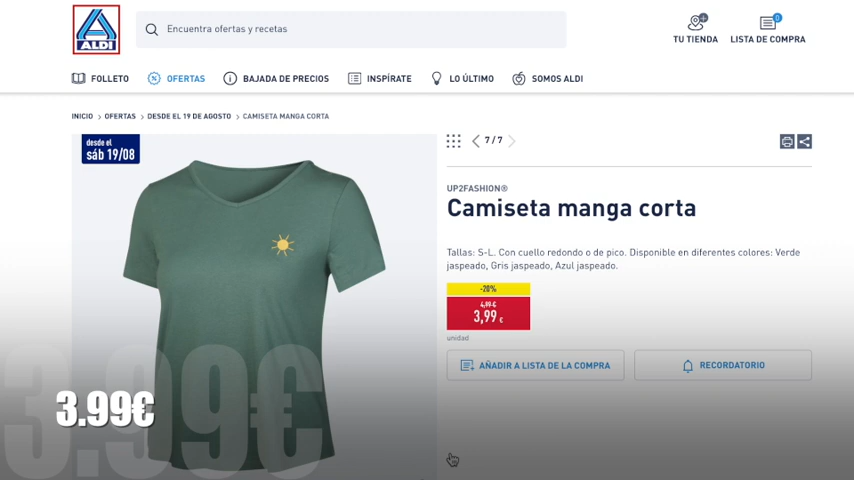 ALDI
Encuentra ofertas y recetas
TU TIENDA
0
LISTA DE COMPRA
FOLLETO
OFERTAS
BAJADA DE PRECIOS
INSPÍRATE
LO ÚLTIMO
SOMOS ALDI
INICIO > OFERTAS > DESDE EL 19 DE AGOSTO > CAMISETA MANGA CORTA
desde el
sáb 19/08
7 / 7
UP2FASHION®
Camiseta manga corta
Tallas: S-L. Con cuello redondo o de pico. Disponible en diferentes colores: Verde
jaspeado, Gris jaspeado, Azul jaspeado.
-20%
4,99 €
3,99 €
unidad
AÑADIR A LISTA DE LA COMPRA
RECORDATORIO
3.99€
3.99€